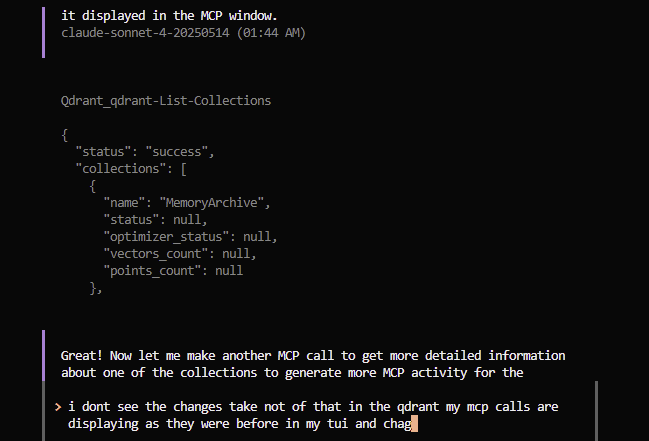 it displayed in the MCP window.
claude-sonnet-4-20250514 (01:44 AM)
Qdrant_qdrant-List-Collections
{
"status": "success",
"collections": [
{
"name": "MemoryArchive",
"status": null,
"optimizer_status": null,
"vectors_count": null,
"points_count": null
},
Great! Now let me make another MCP call to get more detailed information
about one of the collections to generate more MCP activity for the
> i dont see the changes take not of that in the qdrant my mcp calls are
displaying as they were before in my tui and chag